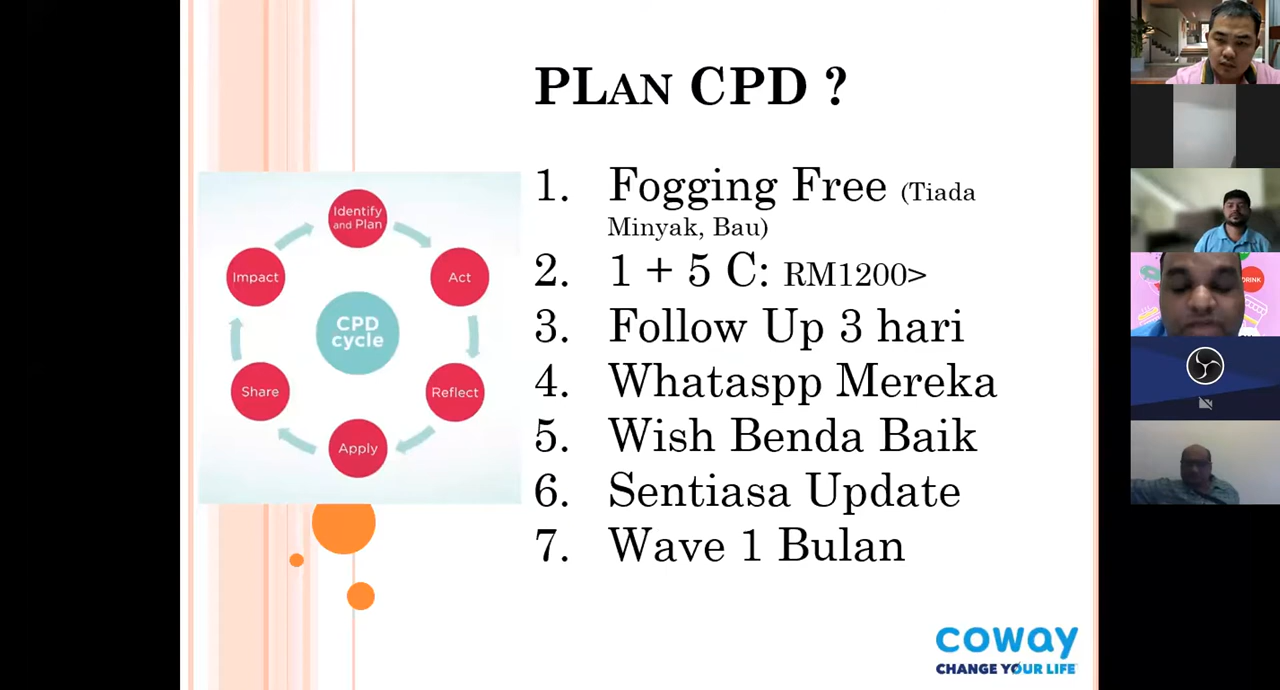 PLAN CPD ?
1. Fogging Free (Tiada
Minyak, Bau)
2. 1 + 5 C: RM1200>
3. Follow Up 3 hari
4. Whataspp Mereka
5. Wish Benda Baik
6. Sentiasa Update
7. Wave 1 Bulan
Identify
and Plan
Act
Reflect
Apply
Share
Impact
CPD
cycle
coway
CHANGE YOUR LIFE
DRINK